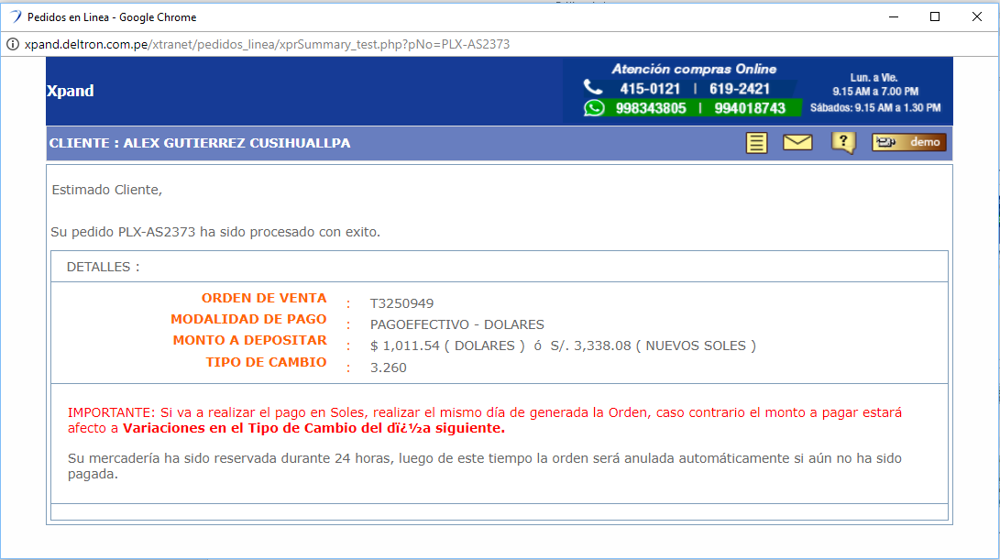 Pedidos en Linea - Google Chrome
xpand.deltron.com.pe/xtranet/pedidos_linea/xprSummary_test.php?pNo=PLX-AS2373
Xpand
Atención compras Online
415-0121 | 619-2421
998343805 | 994018743
Lun. a Vie.
9.15 AM a 7.00 PM
Sábados: 9.15 AM a 1.30 PM
CLIENTE : ALEX GUTIERREZ CUSIHUALLPA
?
demo
Estimado Cliente,
Su pedido PLX-AS2373 ha sido procesado con exito.
DETALLES :
ORDEN DE VENTA : T3250949
MODALIDAD DE PAGO : PAGOEFECTIVO - DOLARES
MONTO A DEPOSITAR : $ 1,011.54 ( DOLARES ) ó S/. 3,338.08 ( NUEVOS SOLES )
TIPO DE CAMBIO : 3.260
IMPORTANTE: Si va a realizar el pago en Soles, realizar el mismo día de generada la Orden, caso contrario el monto a pagar estará
afecto a Variaciones en el Tipo de Cambio del dï¿½a siguiente.
Su mercadería ha sido reservada durante 24 horas, luego de este tiempo la orden será anulada automáticamente si aún no ha sido
pagada.